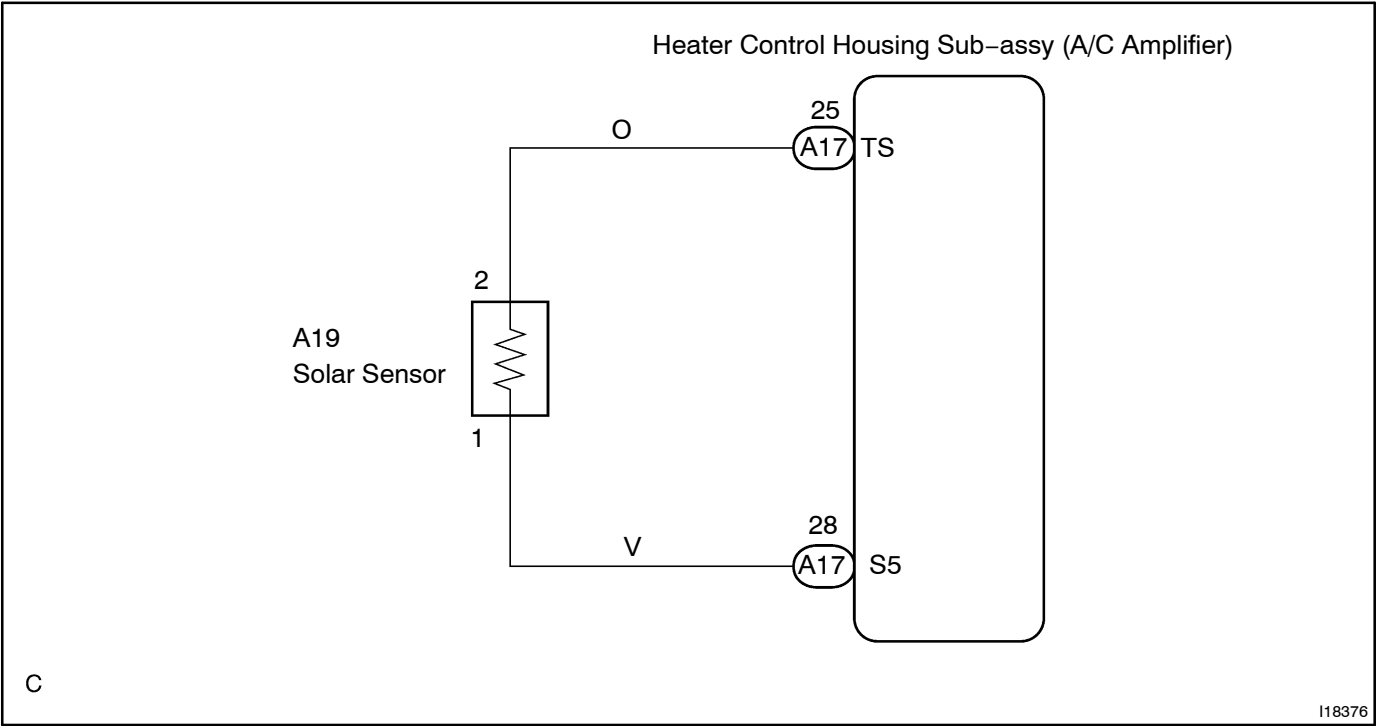 Heater Control Housing Sub−assy (A/C Amplifier)
25
O
A17 TS
2
A19
Solar Sensor
1
28
V
A17 S5
C
I18376